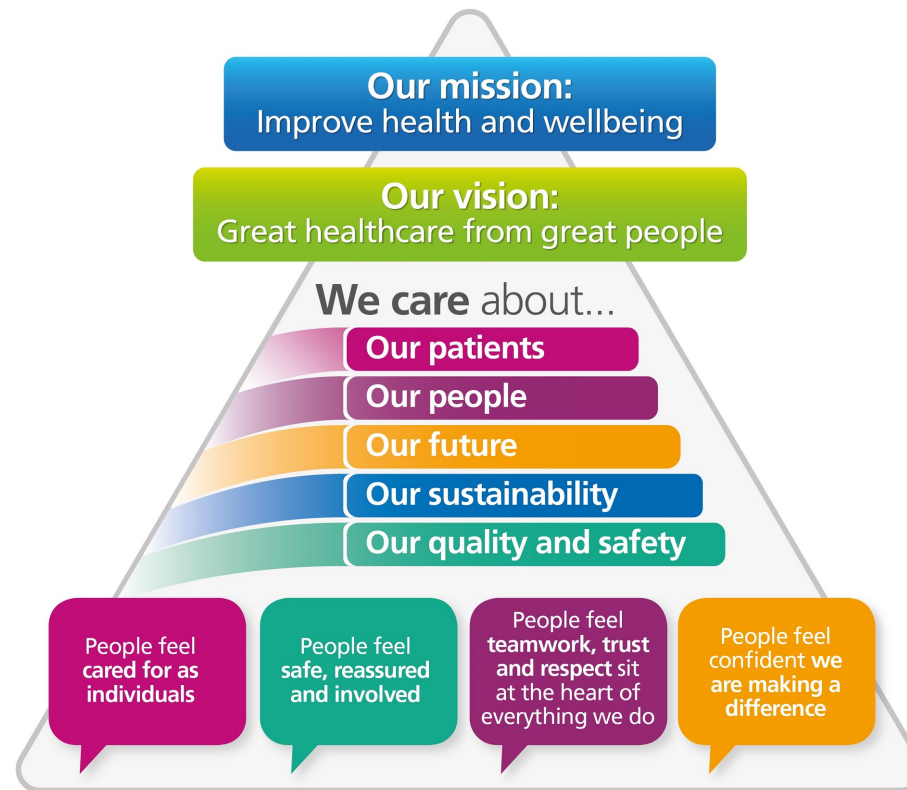 Our mission:
Improve health and wellbeing
Our vision:
Great healthcare from great people
We care about...
Our patients
Our people
Our future
Our sustainability
Our quality and safety
People feel
cared for as
individuals
People feel
safe, reassured
and involved
People feel
teamwork, trust
and respect sit
at the heart of
everything we do
People feel
confident we
are making a
difference